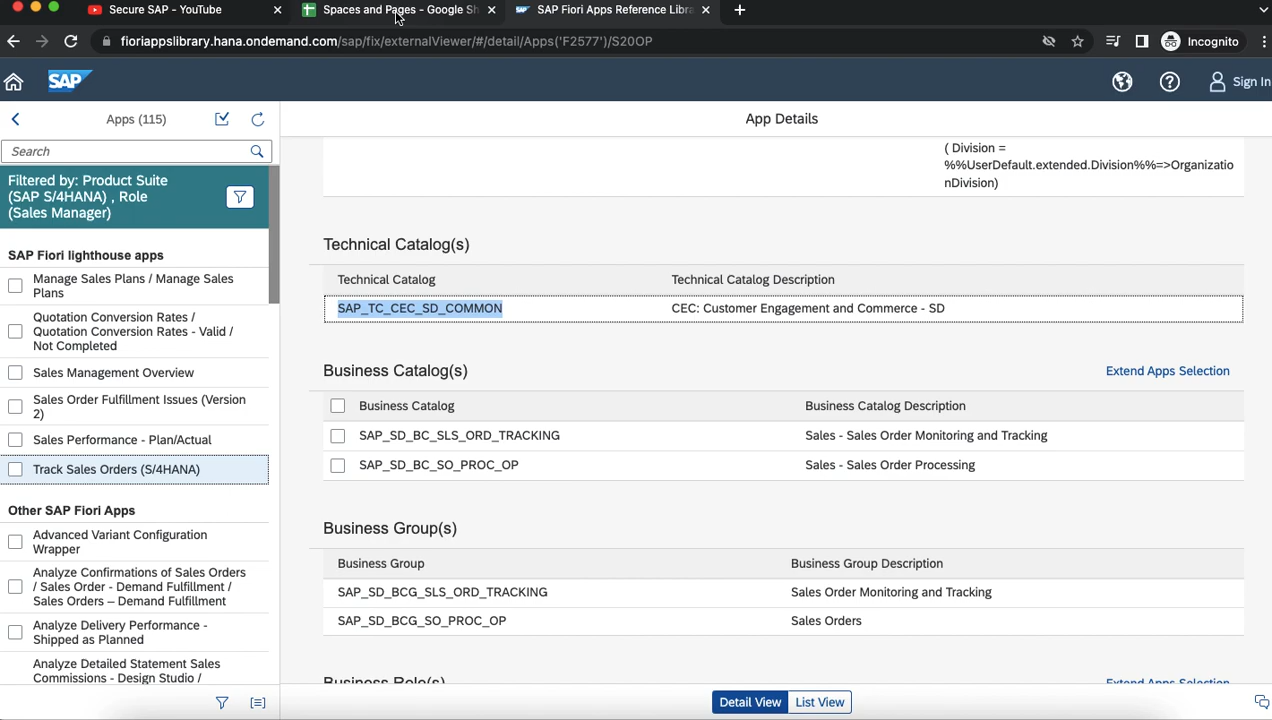 Secure SAP - YouTube
Spaces and Pages - Google Sh
SAP Fiori Apps Reference Libra
fioriappslibrary.hana.ondemand.com/sap/fix/externalViewer/#/detail/Apps('F2577')/S20OP
Incognito
SAP
Sign In
Apps (115)
App Details
Search
Filtered by: Product Suite
(SAP S/4HANA) , Role
(Sales Manager)
SAP Fiori lighthouse apps
Manage Sales Plans / Manage Sales
Plans
Quotation Conversion Rates /
Quotation Conversion Rates - Valid /
Not Completed
Sales Management Overview
Sales Order Fulfillment Issues (Version
2)
Sales Performance - Plan/Actual
Track Sales Orders (S/4HANA)
Other SAP Fiori Apps
Advanced Variant Configuration
Wrapper
Analyze Confirmations of Sales Orders
/ Sales Order - Demand Fulfillment /
Sales Orders – Demand Fulfillment
Analyze Delivery Performance -
Shipped as Planned
Analyze Detailed Statement Sales
Commissions - Design Studio /
( Division =
%%UserDefault.extended.Division%%=>Organizatio
nDivision)
Technical Catalog(s)
Technical Catalog Technical Catalog Description
SAP_TC_CEC_SD_COMMON CEC: Customer Engagement and Commerce - SD
Business Catalog(s) Extend Apps Selection
Business Catalog Business Catalog Description
SAP_SD_BC_SLS_ORD_TRACKING Sales - Sales Order Monitoring and Tracking
SAP_SD_BC_SO_PROC_OP Sales - Sales Order Processing
Business Group(s)
Business Group Business Group Description
SAP_SD_BCG_SLS_ORD_TRACKING Sales Order Monitoring and Tracking
SAP_SD_BCG_SO_PROC_OP Sales Orders
Business Role(s) Extend Apps Selection
Detail View List View